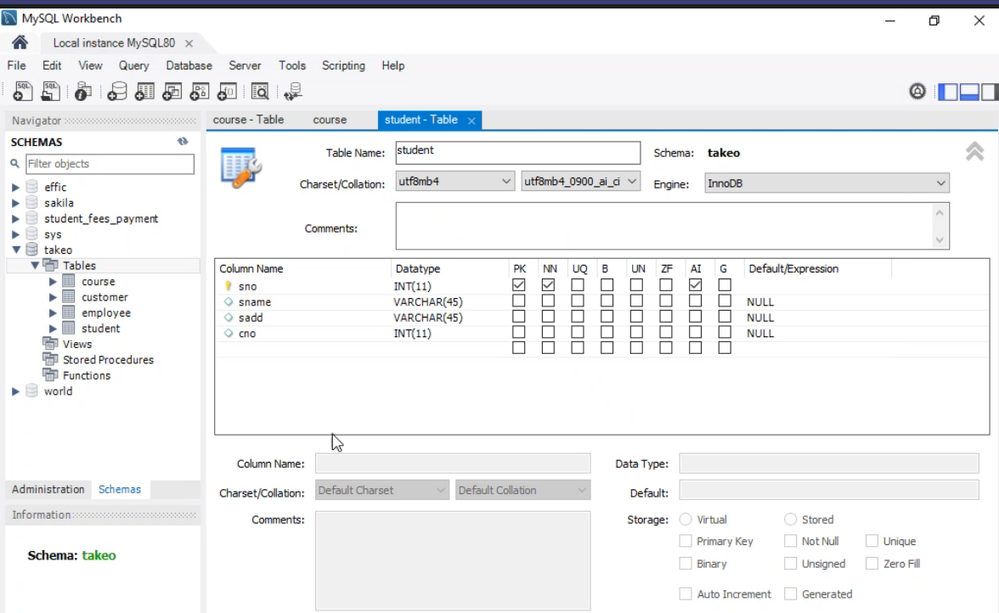 MySQL Workbench
Local instance MySQL80
File Edit View Query Database Server Tools Scripting Help
Navigator
course - Table course student - Table
SCHEMAS
Filter objects
effic
sakila
student_fees_payment
sys
takeo
Tables
course
customer
employee
student
Views
Stored Procedures
Functions
world
Administration Schemas
Information
Schema: takeo
Table Name: student Schema: takeo
Charset/Collation: utf8mb4 utf8mb4_0900_ai_ci Engine: InnoDB
Comments:
Column Name Datatype PK NN UQ B UN ZF AI G Default/Expression
sno INT(11)
sname VARCHAR(45) NULL
sadd VARCHAR(45) NULL
cno INT(11) NULL
Column Name: Data Type:
Charset/Collation: Default Charset Default Collation Default:
Comments: Storage: Virtual Stored
Primary Key Not Null Unique
Binary Unsigned Zero Fill
Auto Increment Generated